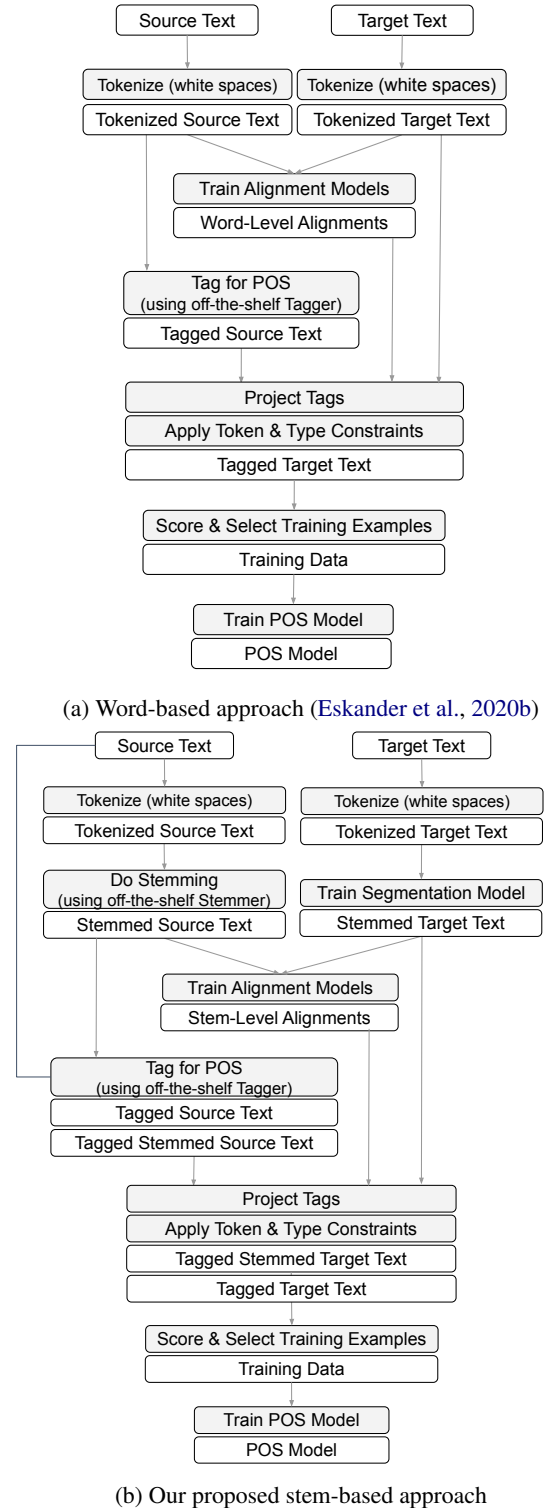 Source Text
Target Text
Tokenize (white spaces)
Tokenize (white spaces)
Tokenized Source Text
Tokenized Target Text
Train Alignment Models
Word-Level Alignments
Tag for POS
(using off-the-shelf Tagger)
Tagged Source Text
Project Tags
Apply Token & Type Constraints
Tagged Target Text
Score & Select Training Examples
Training Data
Train POS Model
POS Model
(a) Word-based approach (Eskander et al., 2020b)
Source Text
Target Text
Tokenize (white spaces)
Tokenize (white spaces)
Tokenized Source Text
Tokenized Target Text
Do Stemming
(using off-the-shelf Stemmer)
Train Segmentation Model
Stemmed Source Text
Stemmed Target Text
Train Alignment Models
Stem-Level Alignments
Tag for POS
(using off-the-shelf Tagger)
Tagged Source Text
Tagged Stemmed Source Text
Project Tags
Apply Token & Type Constraints
Tagged Stemmed Target Text
Tagged Target Text
Score & Select Training Examples
Training Data
Train POS Model
POS Model
(b) Our proposed stem-based approach